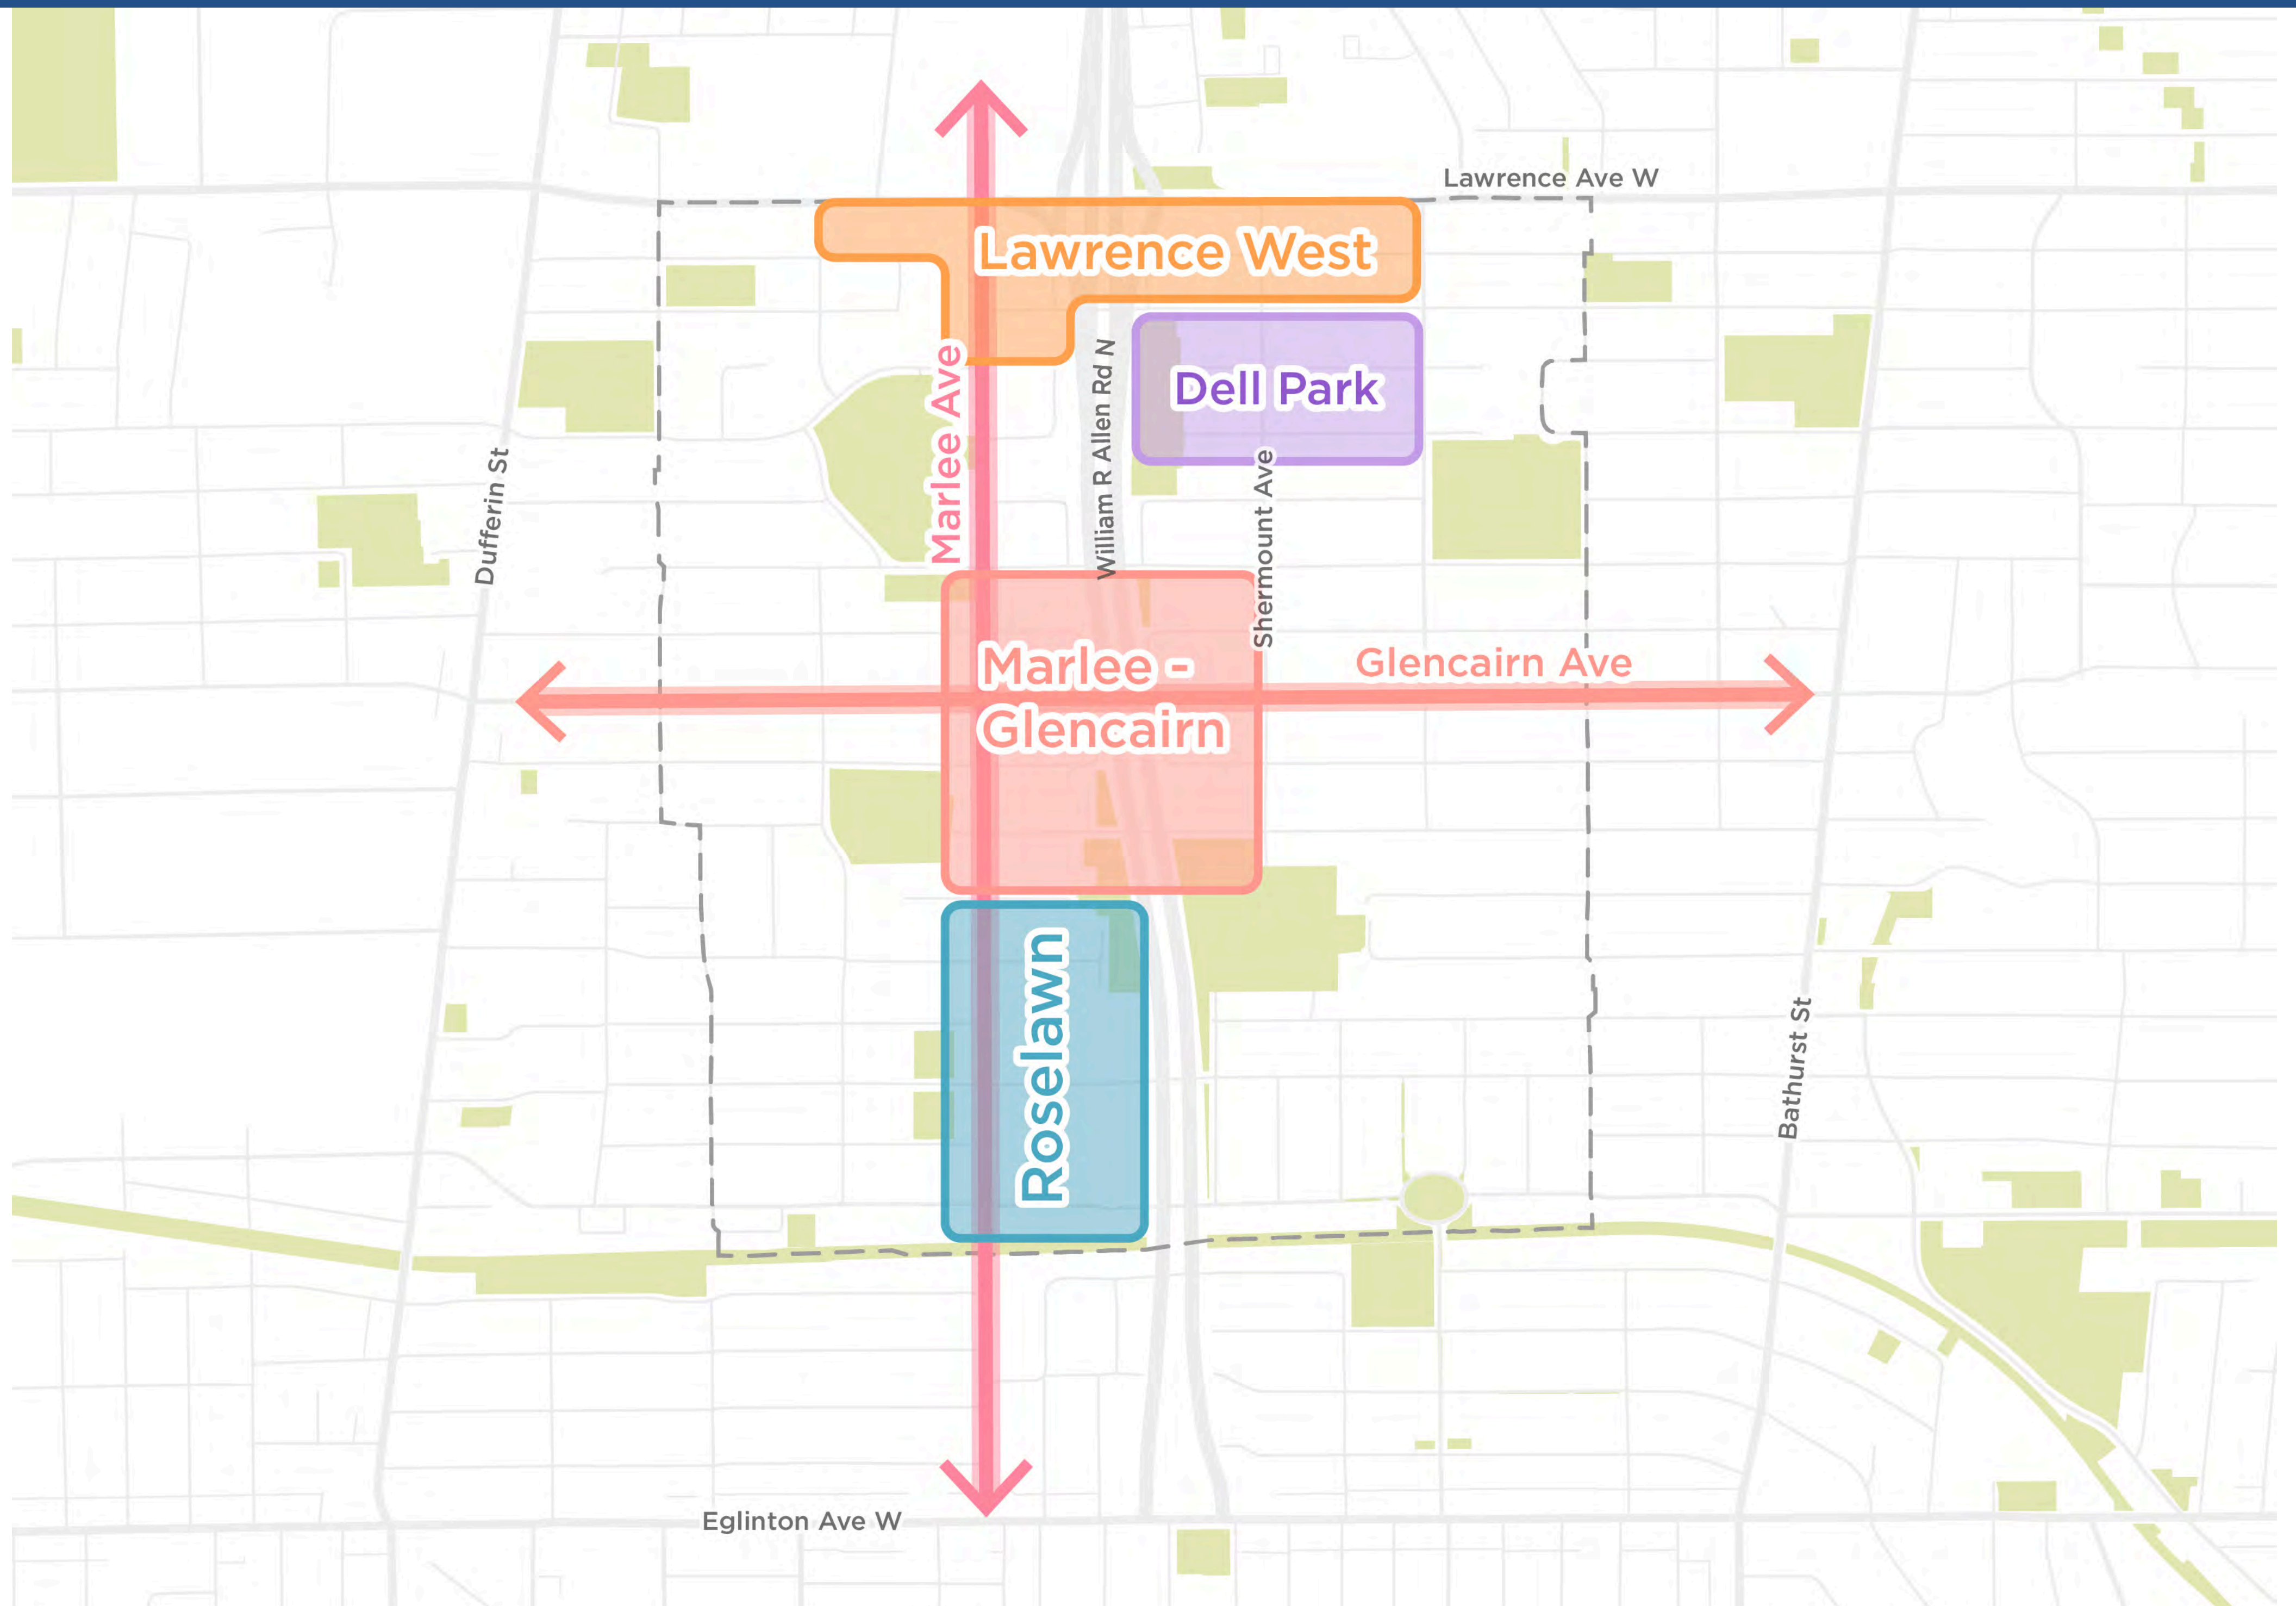 Lawrence Ave W
Lawrence West
Dell Park
Marlee Ave
William R Allen Rd N
Dufferin St
Shermount Ave
Marlee -
Glencairn
Glencairn Ave
Roselawn
Bathurst St
Eglinton Ave W